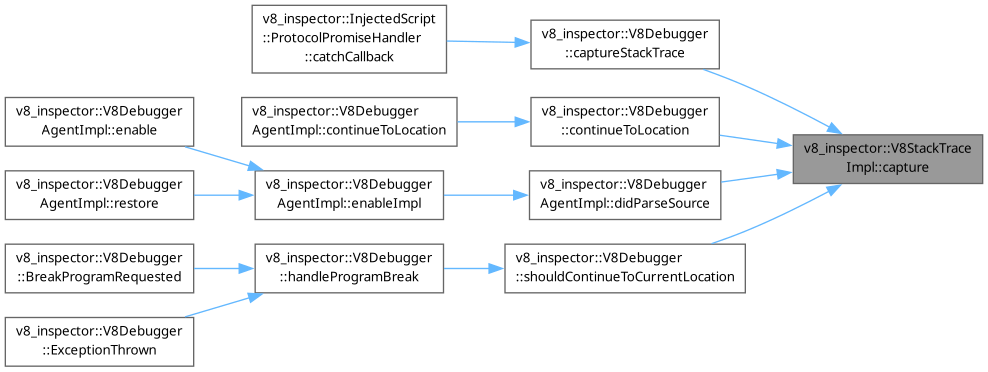 v8_inspector::InjectedScript
::ProtocolPromiseHandler
::catchCallback
v8_inspector::V8Debugger
::captureStackTrace
v8_inspector::V8Debugger
AgentImpl::enable
v8_inspector::V8Debugger
AgentImpl::continueToLocation
v8_inspector::V8Debugger
::continueToLocation
v8_inspector::V8StackTrace
Impl::capture
v8_inspector::V8Debugger
AgentImpl::restore
v8_inspector::V8Debugger
AgentImpl::enableImpl
v8_inspector::V8Debugger
AgentImpl::didParseSource
v8_inspector::V8Debugger
::BreakProgramRequested
v8_inspector::V8Debugger
::handleProgramBreak
v8_inspector::V8Debugger
::shouldContinueToCurrentLocation
v8_inspector::V8Debugger
::ExceptionThrown